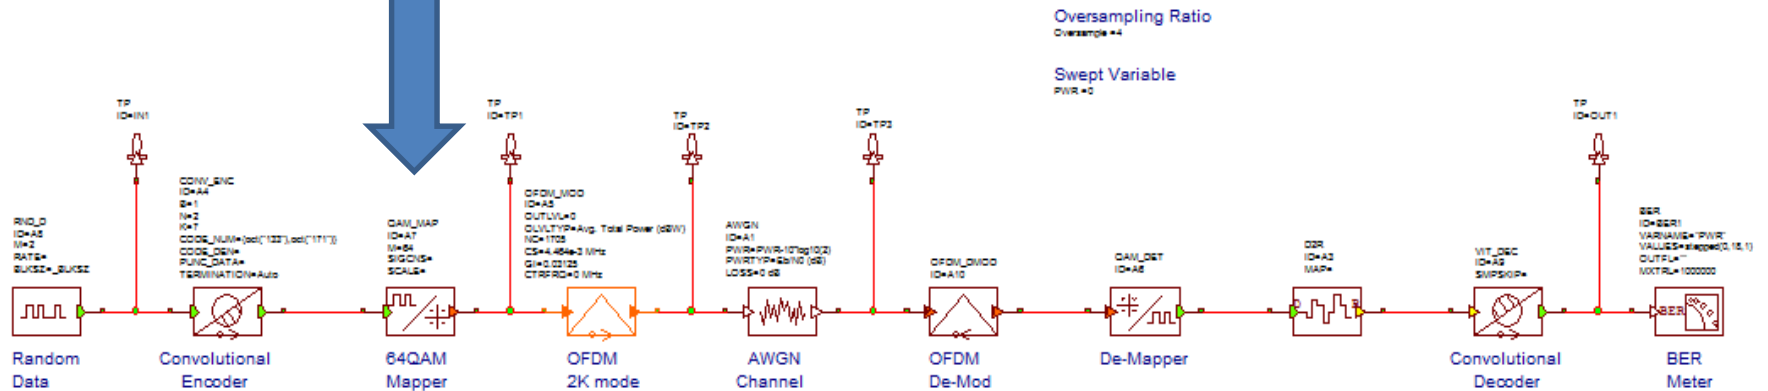 Oversampling Ratio
Oversample =4
Swept Variable
PWR =0
TP
ID=IN1
TP
ID=TP1
TP
ID=TP2
TP
ID=TP3
TP
ID=OUT1
RND_D
ID=A8
M=2
RATE=
BLKSZ=_BLKSZ
CONV_ENC
ID=A4
B=1
N=2
K=7
CODE_NUM={oct("133"),oct("171")}
CODE_DEN=
PUNC_DATA=
TERMINATION=Auto
QAM_MAP
ID=A7
M=64
SIGCNS=
SCALE=
OFDM_MOD
ID=A5
OUTLVL=0
OLVLTYP=Avg. Total Power (dBW)
NC=1705
CS=4.464e-3 MHz
GI=0.03125
CTRFRQ=0 MHz
AWGN
ID=A1
PWR=PWR-10*log10(2)
PWRTYP=Eb/N0 (dB)
LOSS=0 dB
OFDM_DMOD
ID=A10
QAM_DET
ID=A6
D2R
ID=A3
MAP=
VIT_DEC
ID=A9
SMPSKIP=
BER
ID=BER1
VARNAME="PWR"
VALUES=stepped(0,18,1)
OUTFL=""
MXTRL=1000000
BER
Random
Data
Convolutional
Encoder
64QAM
Mapper
OFDM
2K mode
AWGN
Channel
OFDM
De-Mod
De-Mapper
Convolutional
Decoder
BER
Meter